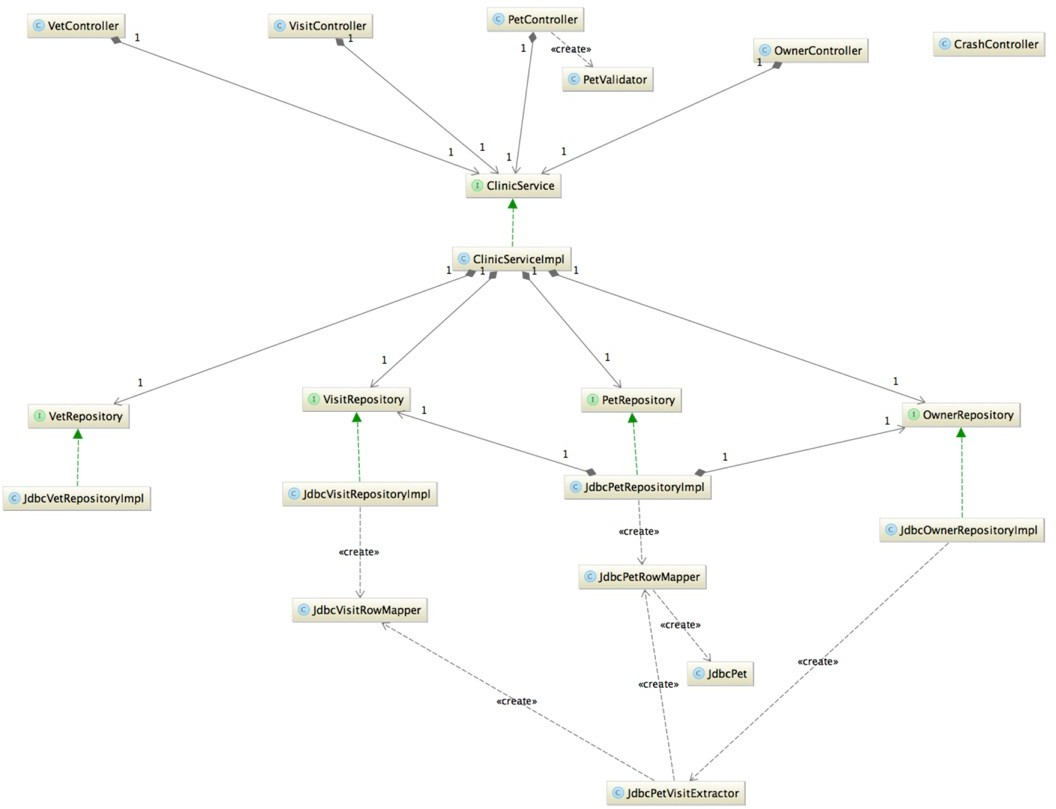 C VetController
C VisitController
C PetController
C OwnerController
C CrashController
1
1
1
«create»
1
C PetValidator
1
1
1
1
I ClinicService
C ClinicServiceImpl
1
1
1
1
1
1
1
1
I VetRepository
I VisitRepository
I PetRepository
I OwnerRepository
1
1
1
1
C JdbcVetRepositoryImpl
C JdbcVisitRepositoryImpl
C JdbcPetRepositoryImpl
C JdbcOwnerRepositoryImpl
«create»
«create»
C JdbcVisitRowMapper
C JdbcPetRowMapper
«create»
C JdbcPet
«create»
«create»
«create»
C JdbcPetVisitExtractor